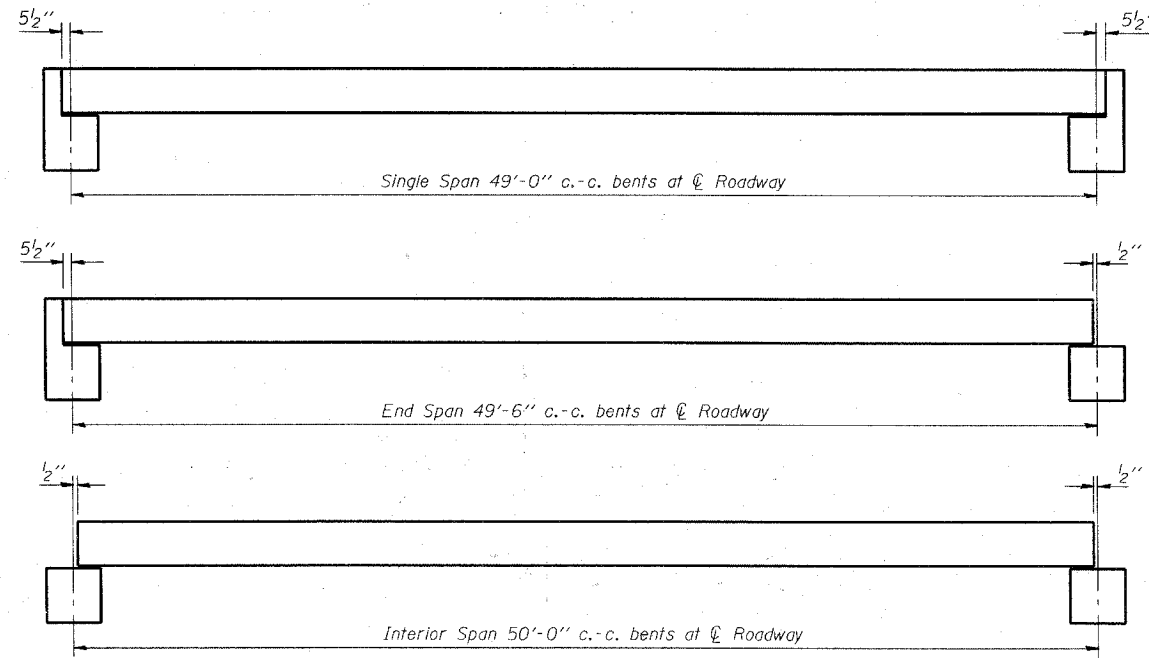 5½" 5½"
Single Span 49'-0" c.-c. bents at ℄ Roadway
5½" ½"
End Span 49'-6" c.-c. bents at ℄ Roadway
½" ½"
Interior Span 50'-0" c.-c. bents at ℄ Roadway